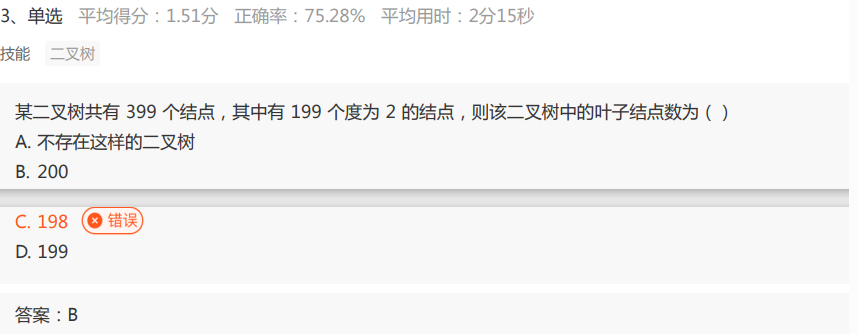 3、单选 平均得分：1.51分 正确率：75.28% 平均用时：2分15秒
技能 二叉树
某二叉树共有 399 个结点，其中有 199 个度为 2 的结点，则该二叉树中的叶子结点数为（ ）
A. 不存在这样的二叉树
B. 200
C. 198 错误
D. 199
答案：B